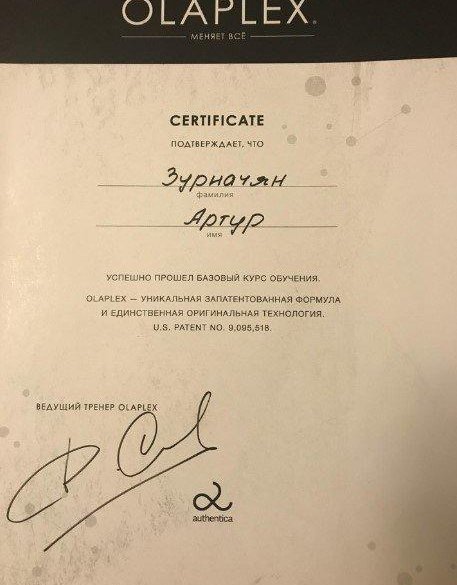 OLAPLEX®
МЕНЯЕТ ВСЁ
CERTIFICATE
ПОДТВЕРЖДАЕТ, ЧТО
Зурначян
фамилия
Артур
имя
УСПЕШНО ПРОШЕЛ БАЗОВЫЙ КУРС ОБУЧЕНИЯ.
OLAPLEX — УНИКАЛЬНАЯ ЗАПАТЕНТОВАННАЯ ФОРМУЛА
И ЕДИНСТВЕННАЯ ОРИГИНАЛЬНАЯ ТЕХНОЛОГИЯ.
U.S. PATENT NO. 9,095,518.
ВЕДУЩИЙ ТРЕНЕР OLAPLEX
authentica